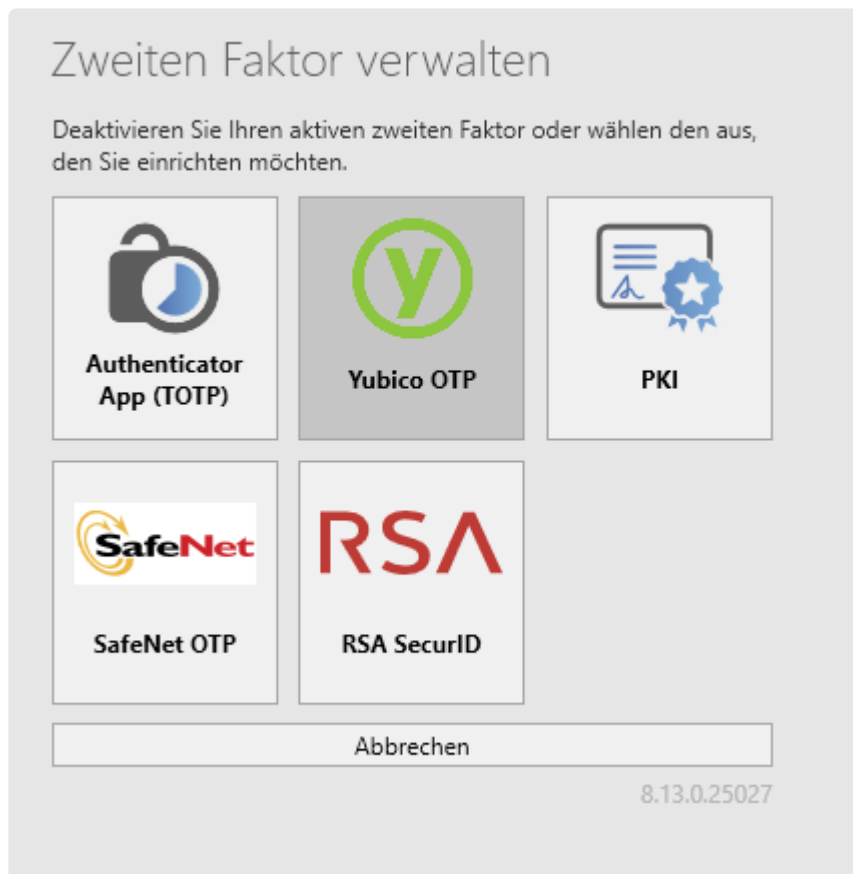 Zweiten Faktor verwalten
Deaktivieren Sie Ihren aktiven zweiten Faktor oder wählen den aus,
den Sie einrichten möchten.
Authenticator
App (TOTP)
y
Yubico OTP
PKI
SafeNet
SafeNet OTP
RSA
RSA SecurID
Abbrechen
8.13.0.25027